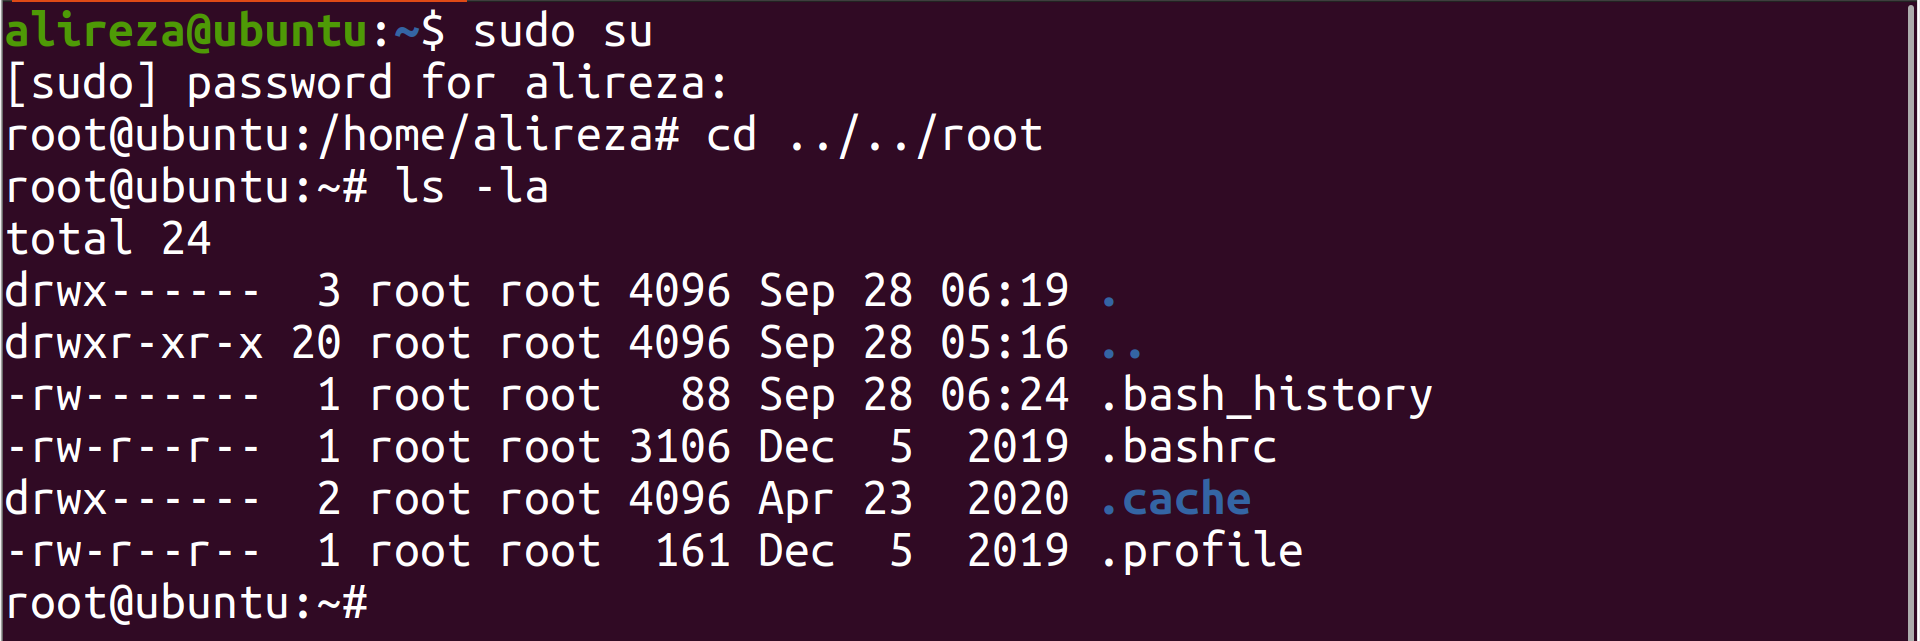 alireza@ubuntu:~$ sudo su
[sudo] password for alireza:
root@ubuntu:/home/alireza# cd ../../root
root@ubuntu:~# ls -la
total 24
drwx------  3 root root 4096 Sep 28 06:19 .
drwxr-xr-x 20 root root 4096 Sep 28 05:16 ..
-rw-------  1 root root   88 Sep 28 06:24 .bash_history
-rw-r--r--  1 root root 3106 Dec  5  2019 .bashrc
drwx------  2 root root 4096 Apr 23  2020 .cache
-rw-r--r--  1 root root  161 Dec  5  2019 .profile
root@ubuntu:~#